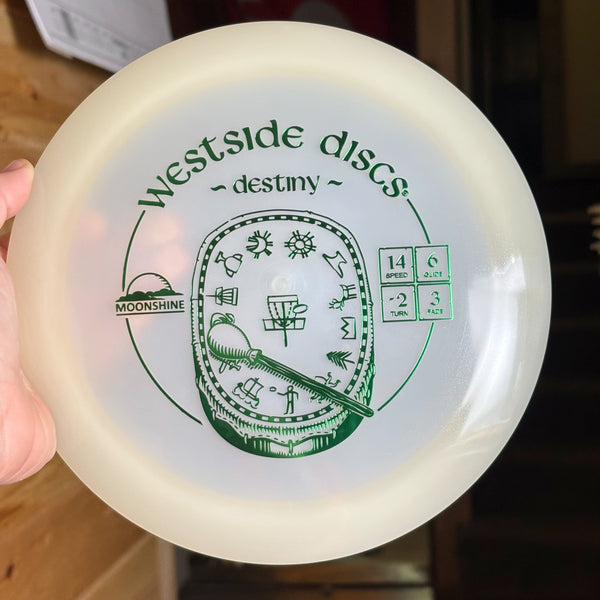 Westside Discs
~ Destiny ~
14 SPEED
6 GLIDE
-2 TURN
3 FADE
MOONSHINE